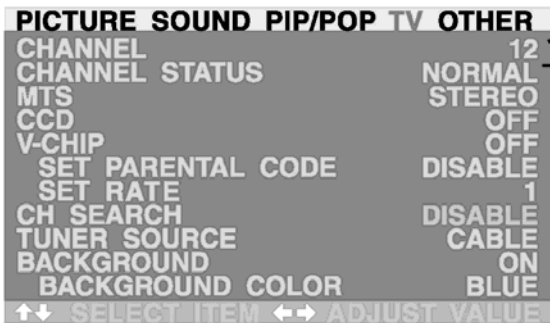 PICTURE SOUND PIP/POP TV OTHER
CHANNEL 12
CHANNEL STATUS NORMAL
MTS STEREO
CCD OFF
V-CHIP OFF
SET PARENTAL CODE DISABLE
SET RATE 1
CH SEARCH DISABLE
TUNER SOURCE CABLE
BACKGROUND ON
BACKGROUND COLOR BLUE
SELECT ITEM ADJUST VALUE